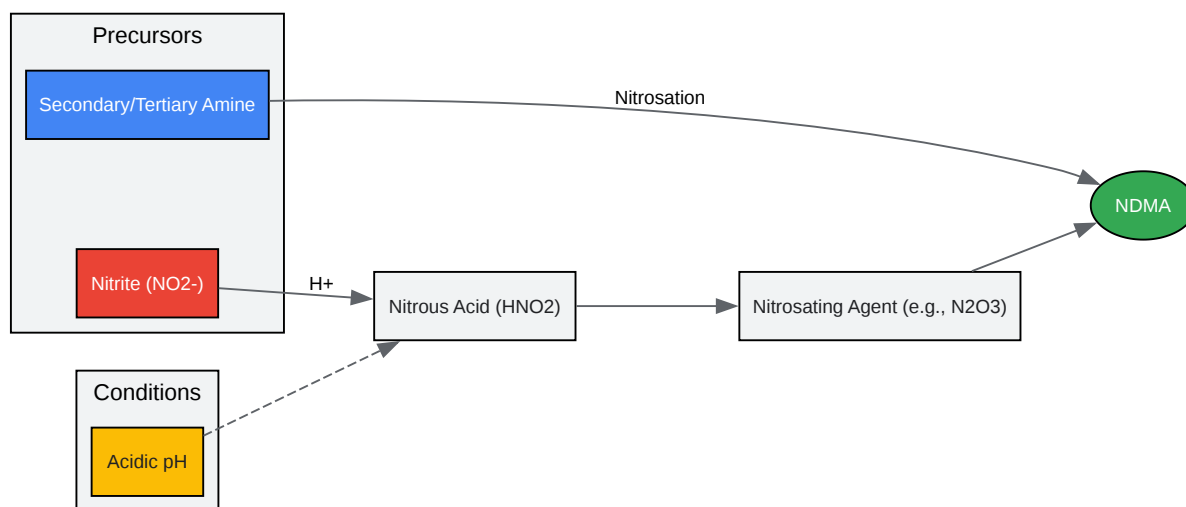 Precursors
Secondary/Tertiary Amine
Nitrosation
NDMA
Nitrite (NO2-)
H+
Nitrous Acid (HNO2)
Nitrosating Agent (e.g., N2O3)
Conditions
Acidic pH